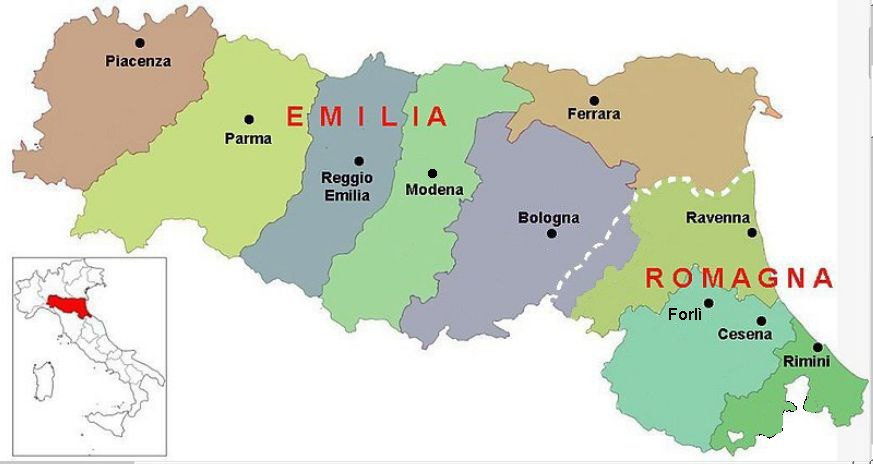 Piacenza
EMILIA
Parma
Reggio
Emilia
Modena
Ferrara
Bologna
Ravenna
ROMAGNA
Forlì
Cesena
Rimini